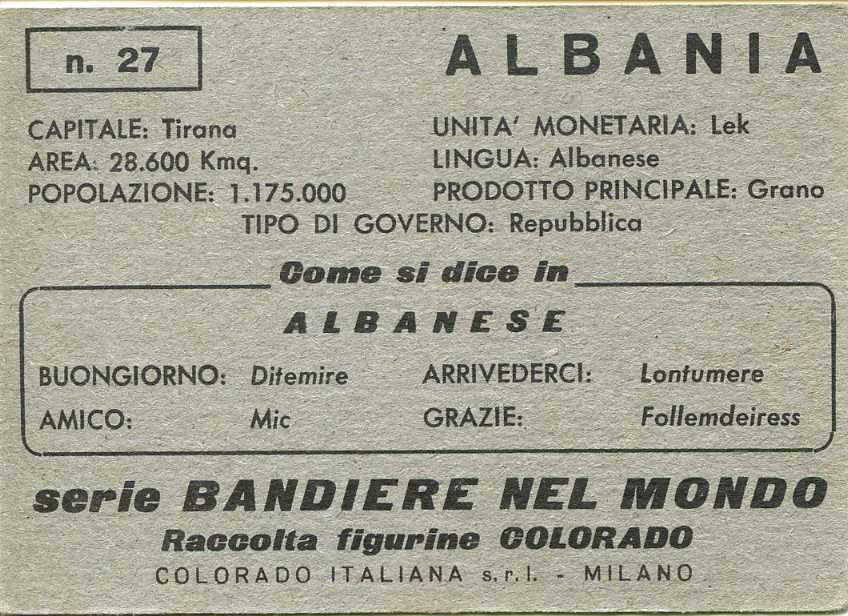 n. 27
ALBANIA
CAPITALE: Tirana
AREA: 28.600 Kmq.
POPOLAZIONE: 1.175.000
UNITA' MONETARIA: Lek
LINGUA: Albanese
PRODOTTO PRINCIPALE: Grano
TIPO DI GOVERNO: Repubblica
Come si dice in
ALBANESE
BUONGIORNO: Ditemire
ARRIVEDERCI: Lontumere
AMICO: Mic
GRAZIE: Follemdeiress
serie BANDIERE NEL MONDO
Raccolta figurine COLORADO
COLORADO ITALIANA s.r.l. - MILANO